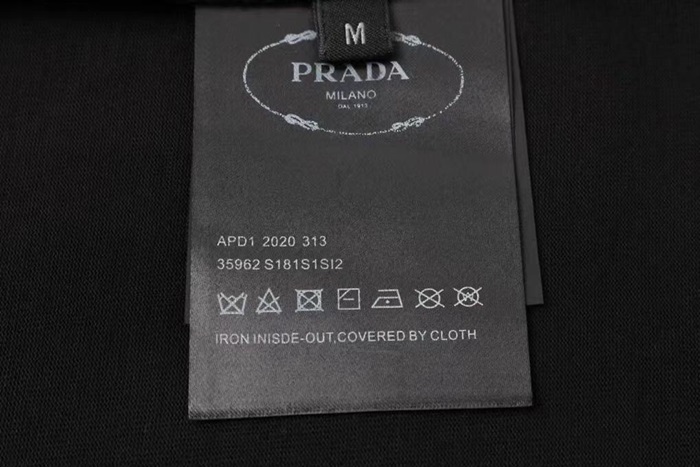 M
PRADA
MILANO
DAL 1913
APD1 2020 313
35962 S181S1SI2
IRON INISDE-OUT,COVERED BY CLOTH